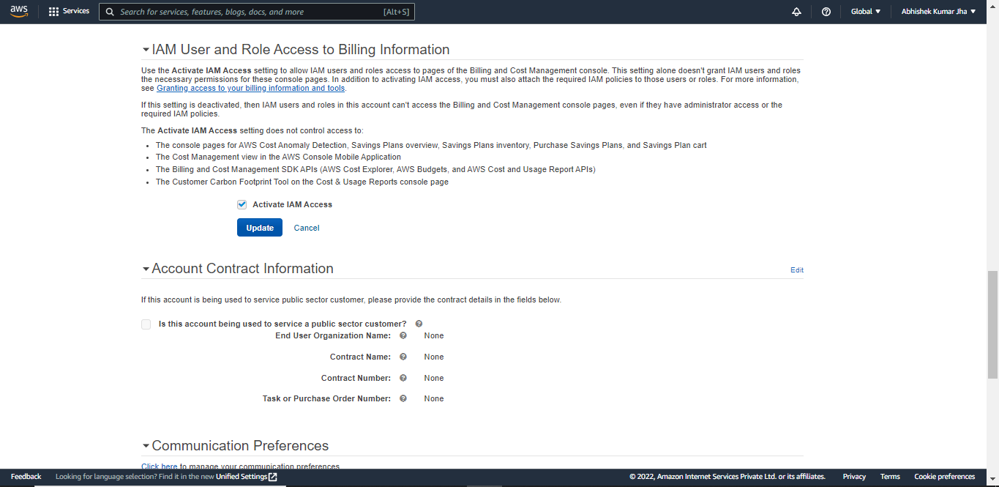 aws
Services
Search for services, features, blogs, docs, and more
[Alt+S]
Global ▼
Abhishek Kumar Jha ▼
IAM User and Role Access to Billing Information
Use the Activate IAM Access setting to allow IAM users and roles access to pages of the Billing and Cost Management console. This setting alone doesn't grant IAM users and roles
the necessary permissions for these console pages. In addition to activating IAM access, you must also attach the required IAM policies to those users or roles. For more information,
see Granting access to your billing information and tools.
If this setting is deactivated, then IAM users and roles in this account can't access the Billing and Cost Management console pages, even if they have administrator access or the
required IAM policies.
The Activate IAM Access setting does not control access to:
• The console pages for AWS Cost Anomaly Detection, Savings Plans overview, Savings Plans inventory, Purchase Savings Plans, and Savings Plan cart
• The Cost Management view in the AWS Console Mobile Application
• The Billing and Cost Management SDK APIs (AWS Cost Explorer, AWS Budgets, and AWS Cost and Usage Report APIs)
• The Customer Carbon Footprint Tool on the Cost & Usage Reports console page
Activate IAM Access
Update Cancel
Account Contract Information
Edit
If this account is being used to service public sector customer, please provide the contract details in the fields below.
Is this account being used to service a public sector customer?
End User Organization Name: None
Contract Name: None
Contract Number: None
Task or Purchase Order Number: None
Communication Preferences
Click here to manage your communication preferences
Feedback
Looking for language selection? Find it in the new Unified Settings
© 2022, Amazon Internet Services Private Ltd. or its affiliates.
Privacy
Terms
Cookie preferences